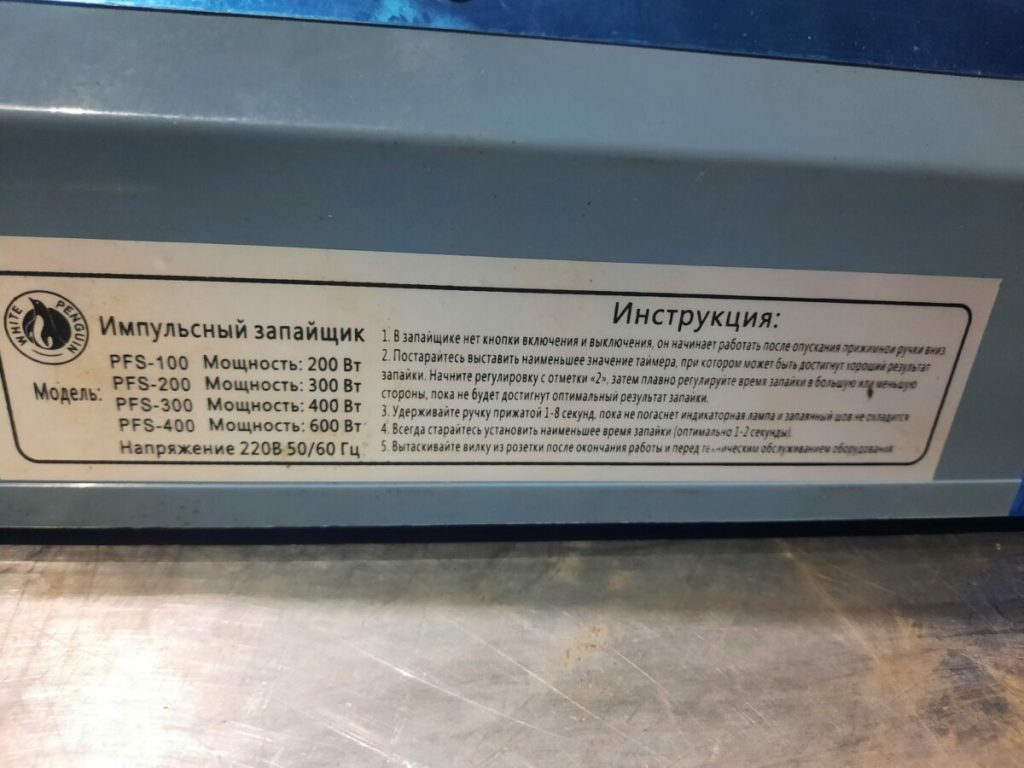 WHITE PENGUIN
Импульсный запайщик
Модель:
PFS-100 Мощность: 200 Вт
PFS-200 Мощность: 300 Вт
PFS-300 Мощность: 400 Вт
PFS-400 Мощность: 600 Вт
Напряжение 220В 50/60 Гц
Инструкция:
1. В запайщике нет кнопки включения и выключения, он начинает работать после опускания прижимной ручки вниз
2. Постарайтесь выставить наименьшее значение таймера, при котором может быть достигнут хороший результат
запайки. Начните регулировку с отметки «2», затем плавно регулируйте время запайки в большую или меньшую
стороны, пока не будет достигнут оптимальный результат запайки.
3. Удерживайте ручку прижатой 1-8 секунд, пока не погаснет индикаторная лампа и запаянный шов не охладится
4. Всегда старайтесь установить наименьшее время запайки (оптимально 1-2 секунды).
5. Вытаскивайте вилку из розетки после окончания работы и перед техническим обслуживанием оборудования